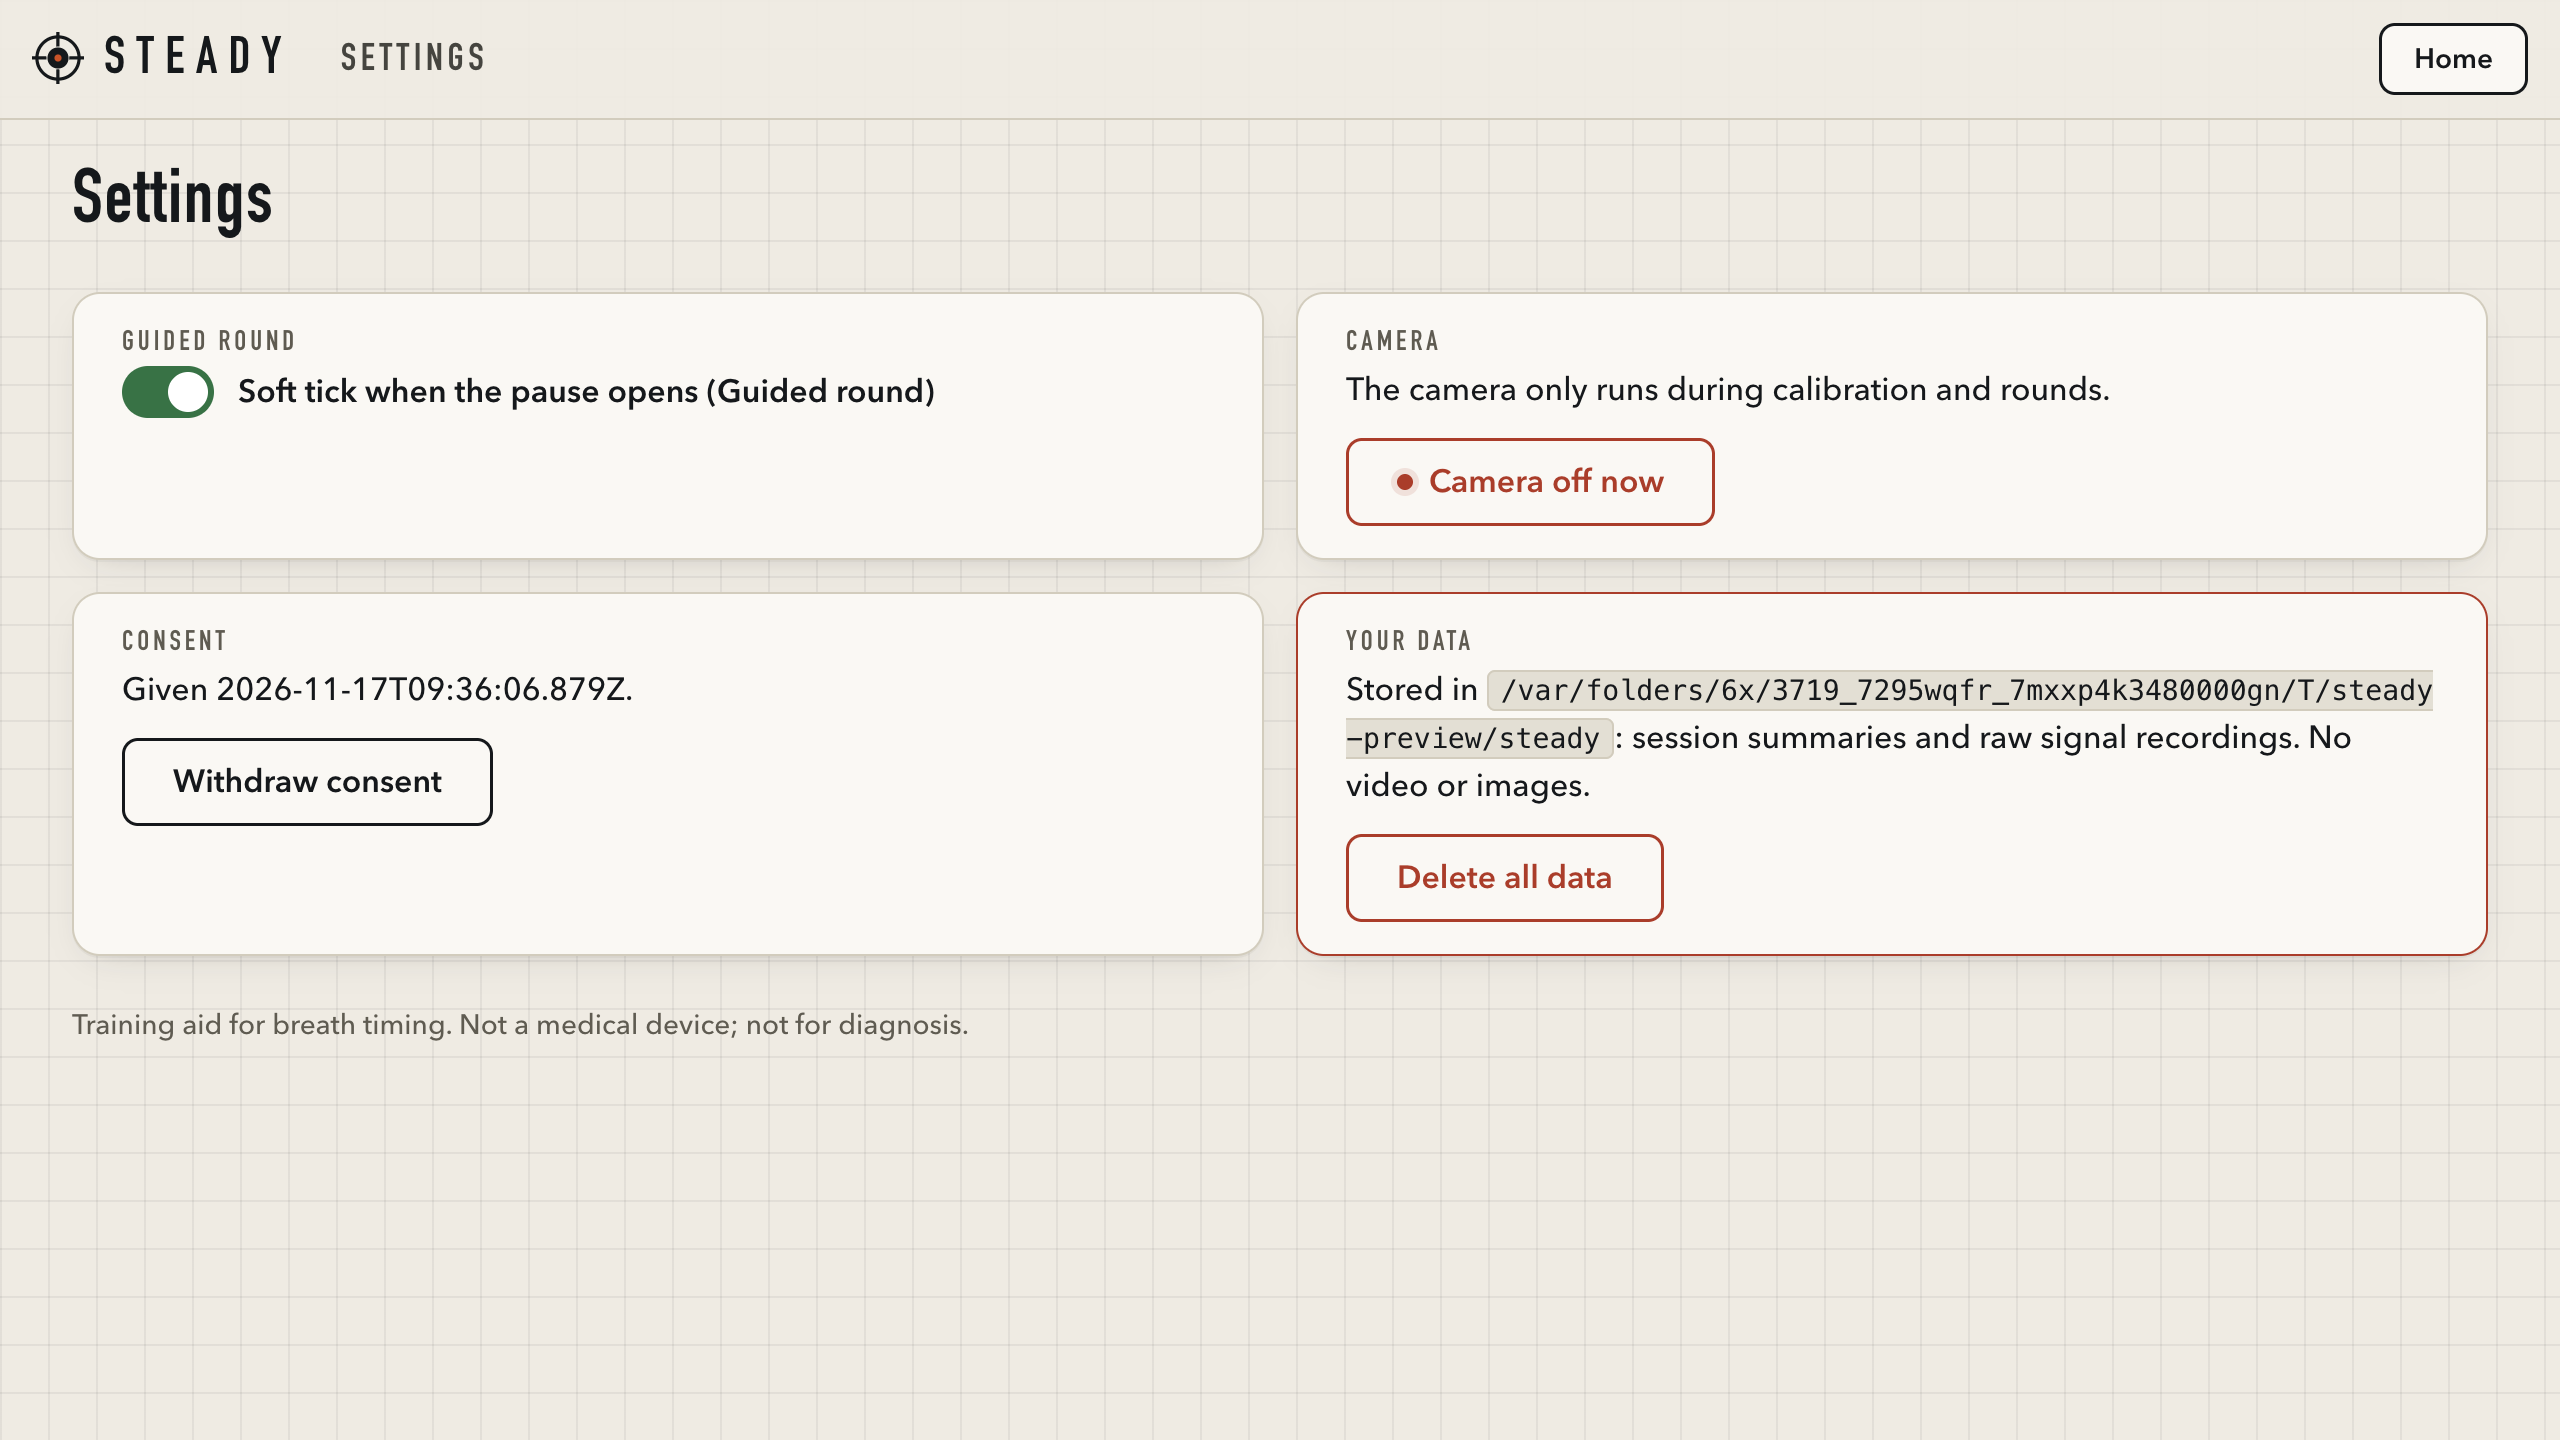 STEADY
SETTINGS
Home
Settings
GUIDED ROUND
Soft tick when the pause opens (Guided round)
CAMERA
The camera only runs during calibration and rounds.
Camera off now
CONSENT
Given 2026-11-17T09:36:06.879Z.
Withdraw consent
YOUR DATA
Stored in /var/folders/6x/3719_7295wqfr_7mxxp4k3480000gn/T/steady
-preview/steady : session summaries and raw signal recordings. No
video or images.
Delete all data
Training aid for breath timing. Not a medical device; not for diagnosis.